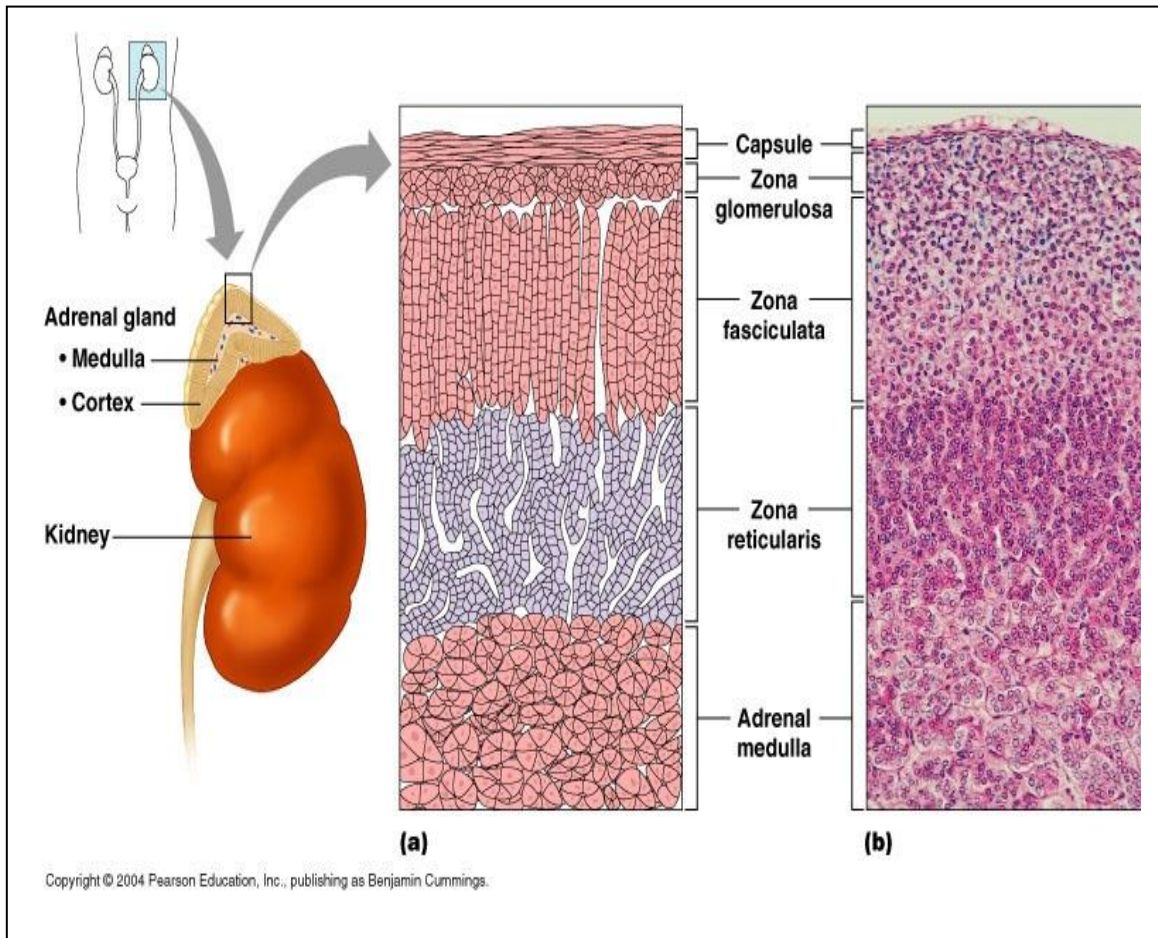 Adrenal gland
• Medulla
• Cortex
Kidney
Capsule
Zona
glomerulosa
Zona
fasciculata
Zona
reticularis
Adrenal
medulla
(a)
(b)
Copyright © 2004 Pearson Education, Inc., publishing as Benjamin Cummings.